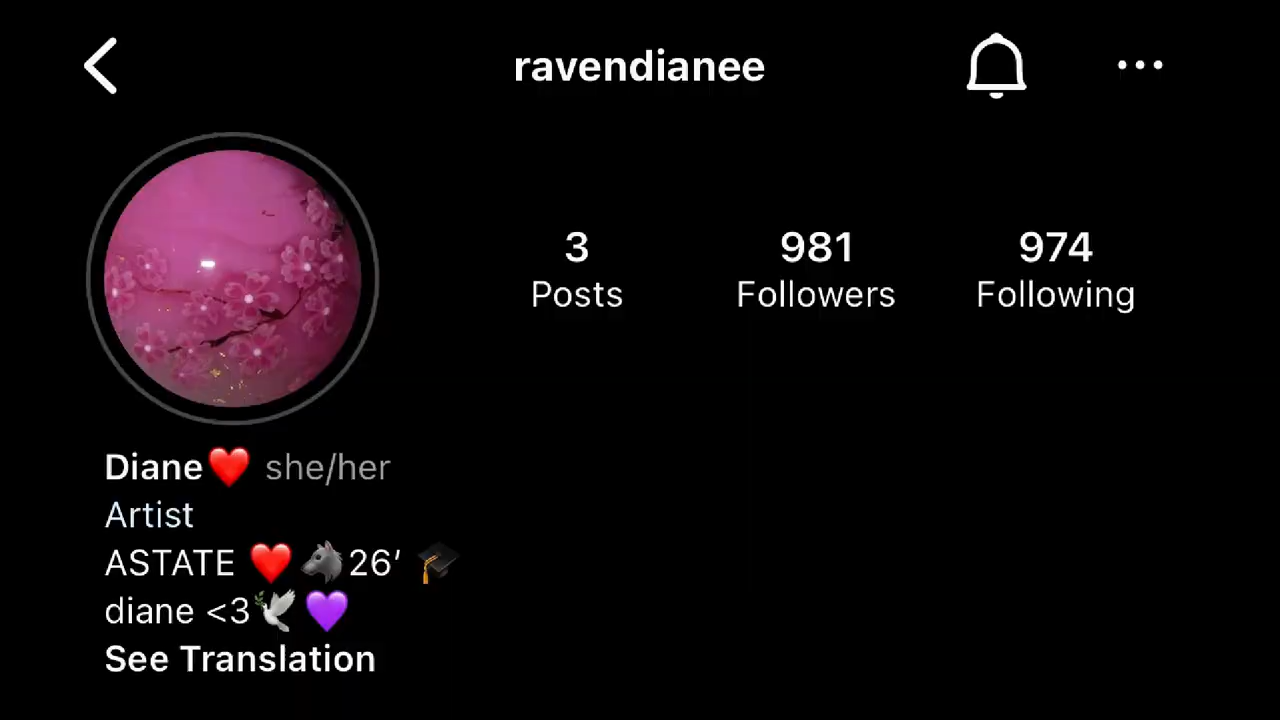 ravendianee
3 981 974
Posts Followers Following
Diane❤️ she/her
Artist
ASTATE ❤️🐺26′ 🎓
diane <3🕊️💜
See Translation